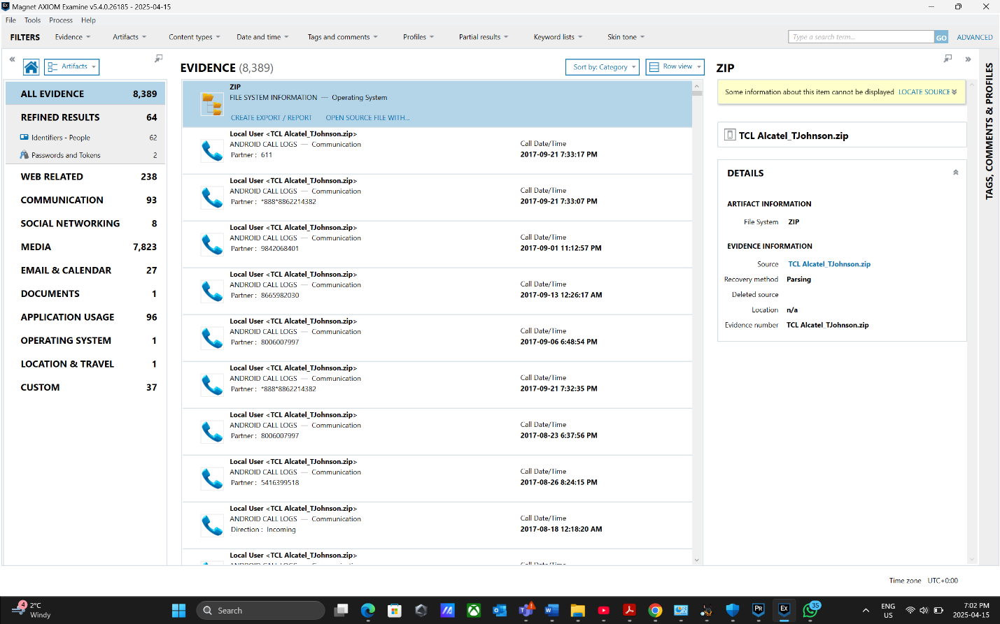 Magnet AXIOM Examine v5.4.0.26185 - 2025-04-15
File Tools Process Help
FILTERS Evidence Artifacts Content types Date and time Tags and comments Profiles Partial results Keyword lists Skin tone Type a search term... GO ADVANCED
Artifacts
ALL EVIDENCE 8,389
REFINED RESULTS 64
Identifiers - People 62
Passwords and Tokens 2
WEB RELATED 238
COMMUNICATION 93
SOCIAL NETWORKING 8
MEDIA 7,823
EMAIL & CALENDAR 27
DOCUMENTS 1
APPLICATION USAGE 96
OPERATING SYSTEM 1
LOCATION & TRAVEL 1
CUSTOM 37
EVIDENCE (8,389) Sort by: Category Row view
ZIP
FILE SYSTEM INFORMATION — Operating System
CREATE EXPORT / REPORT OPEN SOURCE FILE WITH...
Local User <TCL Alcatel_TJohnson.zip>
ANDROID CALL LOGS — Communication Call Date/Time
Partner : 611 2017-09-21 7:33:17 PM
Local User <TCL Alcatel_TJohnson.zip>
ANDROID CALL LOGS — Communication Call Date/Time
Partner : *888*8862214382 2017-09-21 7:33:07 PM
Local User <TCL Alcatel_TJohnson.zip>
ANDROID CALL LOGS — Communication Call Date/Time
Partner : 9842068401 2017-09-01 11:12:57 PM
Local User <TCL Alcatel_TJohnson.zip>
ANDROID CALL LOGS — Communication Call Date/Time
Partner : 8665982030 2017-09-13 12:26:17 AM
Local User <TCL Alcatel_TJohnson.zip>
ANDROID CALL LOGS — Communication Call Date/Time
Partner : 8006007997 2017-09-06 6:48:54 PM
Local User <TCL Alcatel_TJohnson.zip>
ANDROID CALL LOGS — Communication Call Date/Time
Partner : *888*8862214382 2017-09-21 7:32:35 PM
Local User <TCL Alcatel_TJohnson.zip>
ANDROID CALL LOGS — Communication Call Date/Time
Partner : 8006007997 2017-08-23 6:37:56 PM
Local User <TCL Alcatel_TJohnson.zip>
ANDROID CALL LOGS — Communication Call Date/Time
Partner : 5416399518 2017-08-26 8:24:15 PM
Local User <TCL Alcatel_TJohnson.zip>
ANDROID CALL LOGS — Communication Call Date/Time
Direction : Incoming 2017-08-18 12:18:20 AM
Local User <TCL Alcatel_TJohnson.zip>
ANDROID CALL LOGS — Communication Call Date/Time
ZIP
Some information about this item cannot be displayed LOCATE SOURCE
TCL Alcatel_TJohnson.zip
DETAILS
ARTIFACT INFORMATION
File System ZIP
EVIDENCE INFORMATION
Source TCL Alcatel_TJohnson.zip
Recovery method Parsing
Deleted source
Location n/a
Evidence number TCL Alcatel_TJohnson.zip
TAGS, COMMENTS & PROFILES
Time zone UTC+0:00
4 2°C
Windy
Search
35
ENG
US
7:02 PM
2025-04-15